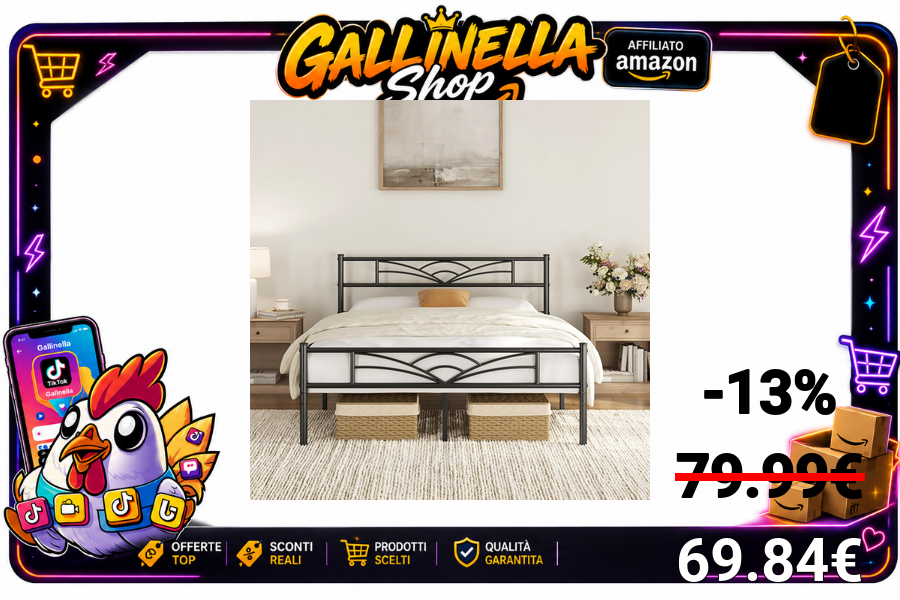 GALLINELLA
Shop
AFFILIATO
amazon
Gallinella
TikTok
Gallinella
-13%
79.99€
69.84€
OFFERTE
TOP
SCONTI
REALI
PRODOTTI
SCELTI
QUALITÀ
GARANTITA